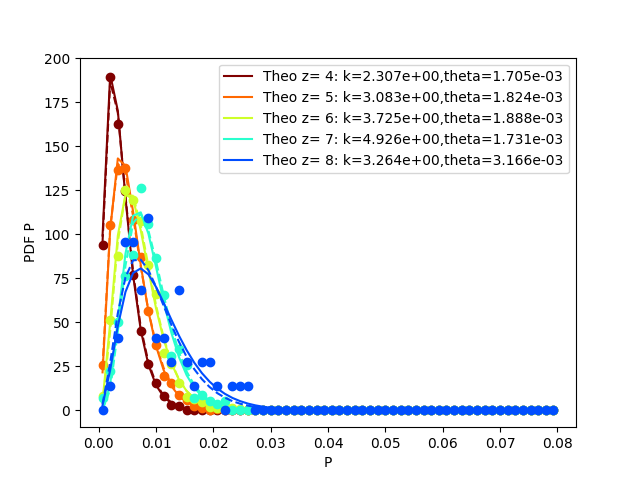 200
175
150
125
100
75
50
25
0
PDF P
Theo z= 4: k=2.307e+00,theta=1.705e-03
Theo z= 5: k=3.083e+00,theta=1.824e-03
Theo z= 6: k=3.725e+00,theta=1.888e-03
Theo z= 7: k=4.926e+00,theta=1.731e-03
Theo z= 8: k=3.264e+00,theta=3.166e-03
0.00 0.01 0.02 0.03 0.04 0.05 0.06 0.07 0.08
P